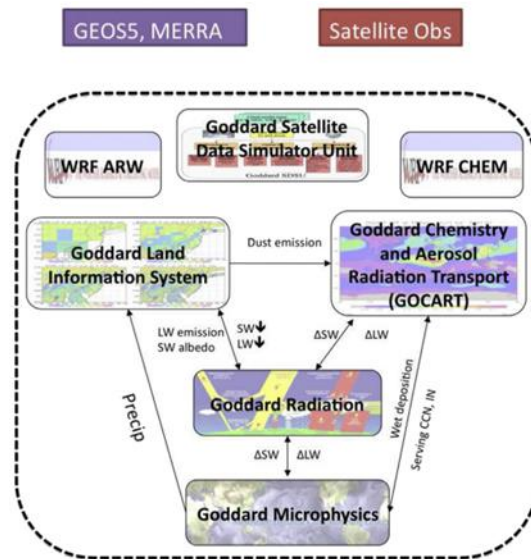 GEOS5, MERRA
Satellite Obs
Goddard Satellite
Data Simulator Unit
Goddard SDSU
WRF ARW
WRF CHEM
Goddard Land
Information System
Dust emission
Goddard Chemistry
and Aerosol
Radiation Transport
(GOCART)
LW emission
SW albedo
SW↓
LW↓
ΔSW
ΔLW
Precip
Goddard Radiation
Wet deposition
Serving CCN, IN
ΔSW
ΔLW
Goddard Microphysics